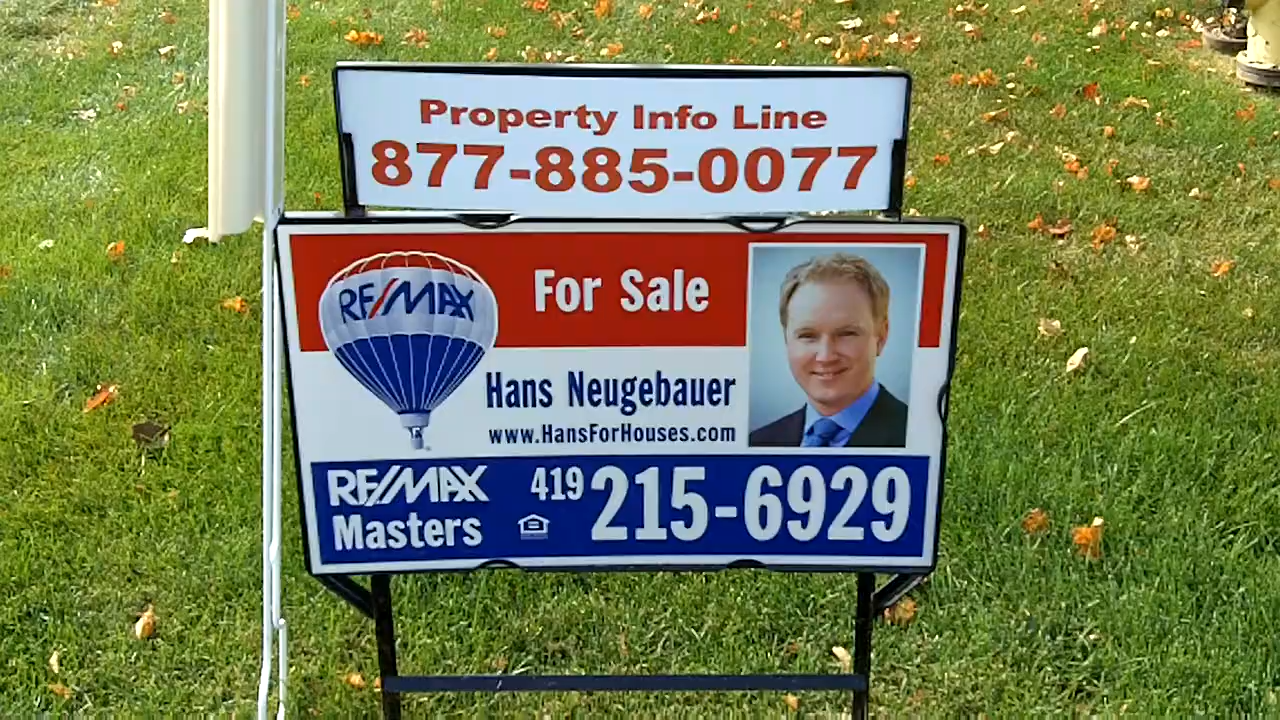 Property Info Line
877-885-0077
RE/MAX
For Sale
Hans Neugebauer
www.HansForHouses.com
RE/MAX
Masters
419 215-6929